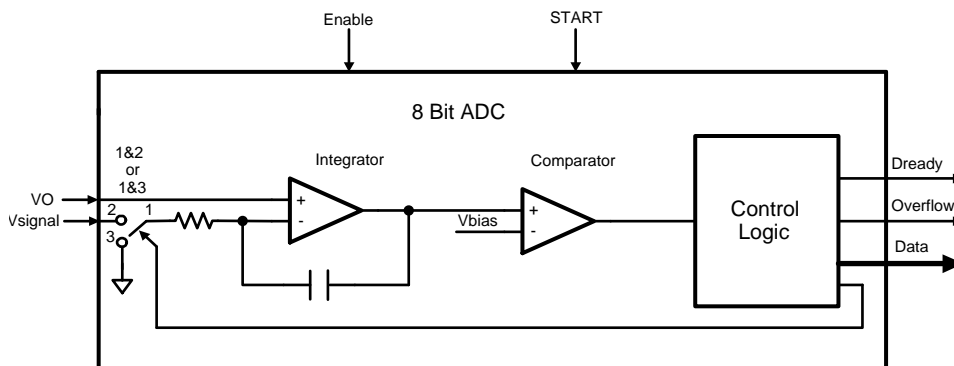 Enable
START
8 Bit ADC
1&2
or
1&3
Integrator
Comparator
VO
Vsignal
2
1
3
+
-
Vbias
+
-
Control
Logic
Dready
Overflow
Data